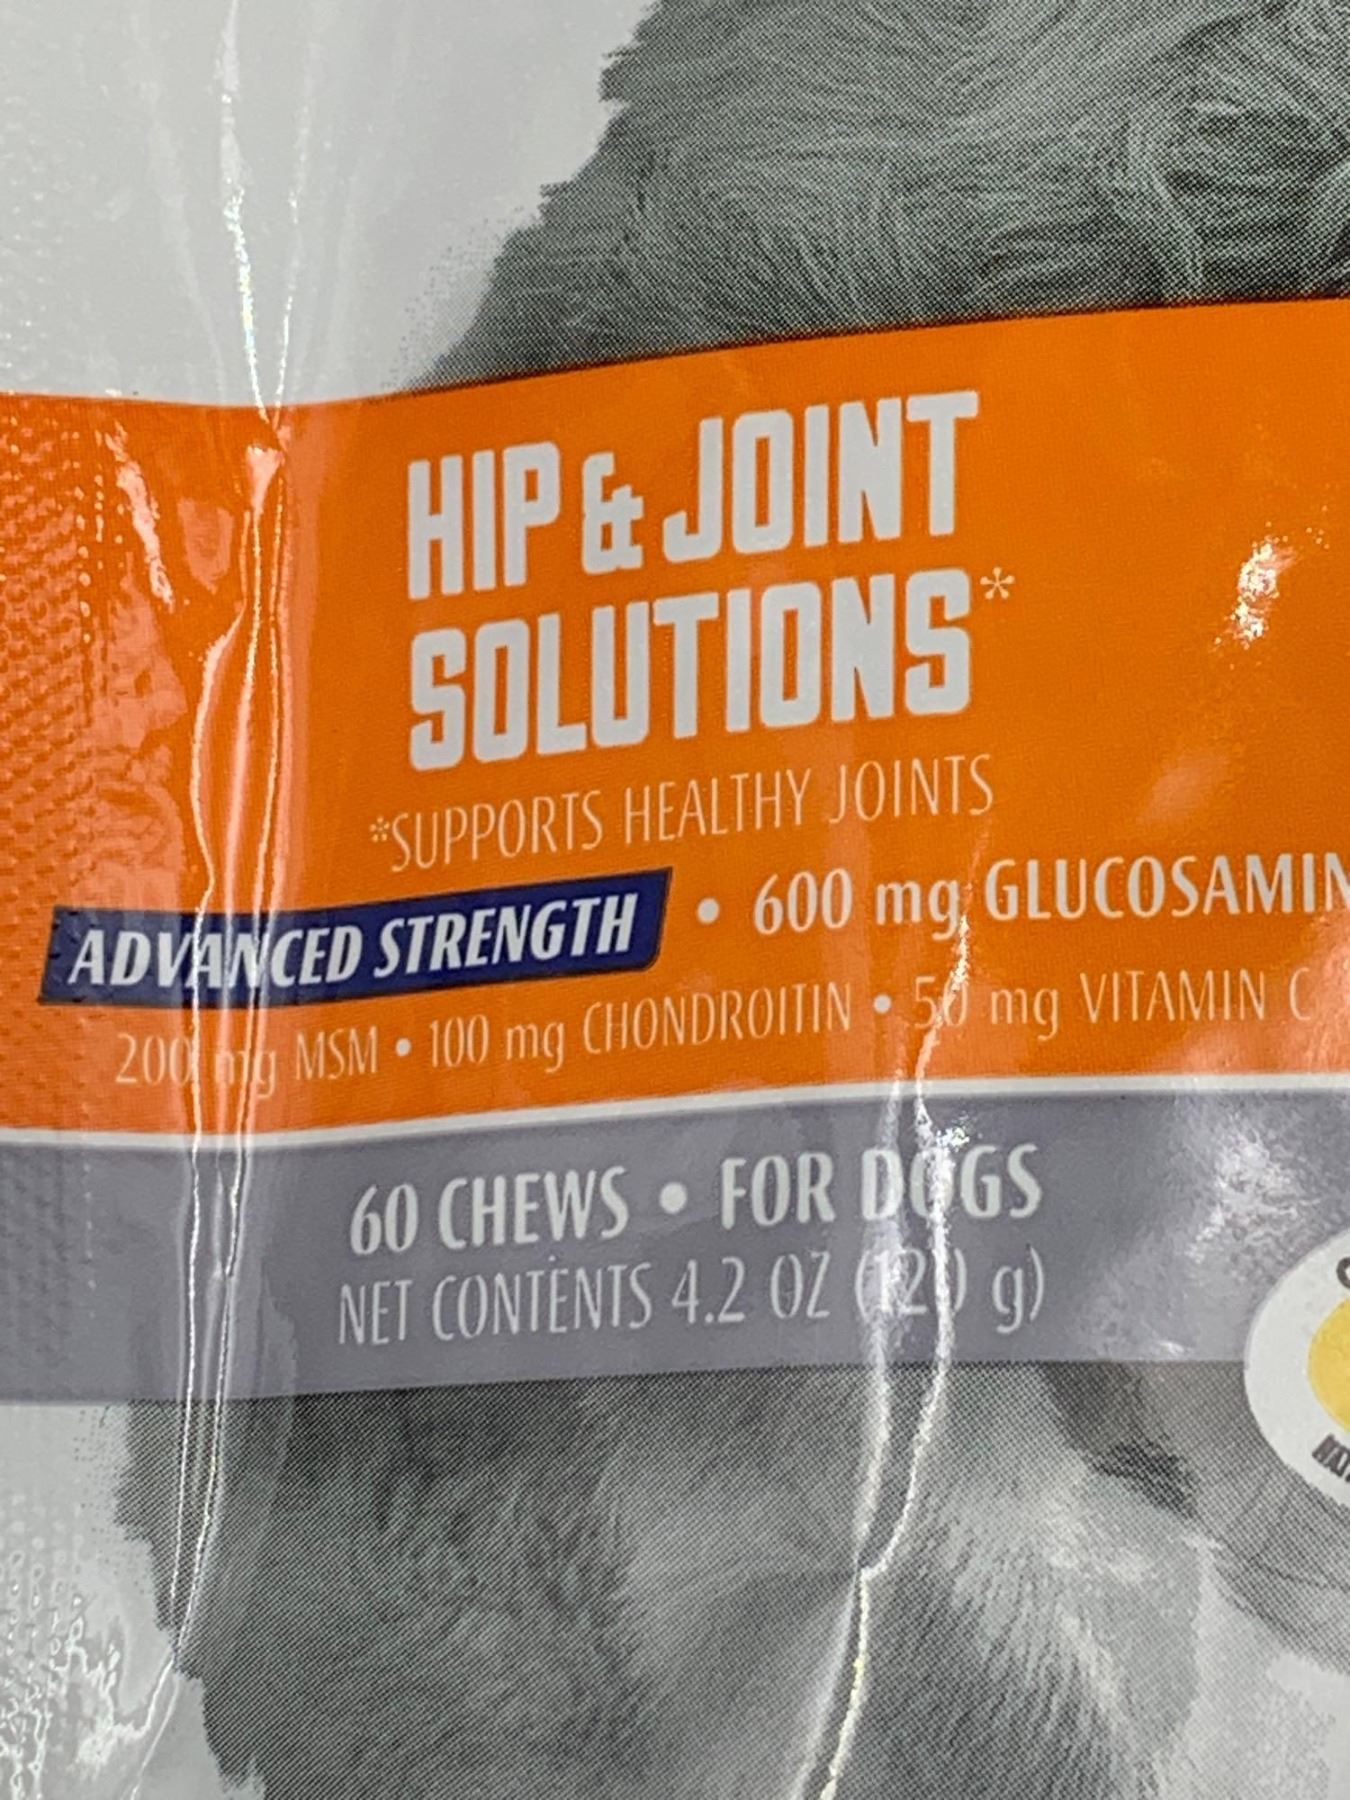 HIP & JOINT
SOLUTIONS*
*SUPPORTS HEALTHY JOINTS
ADVANCED STRENGTH • 600 mg GLUCOSAMIN
200 mg MSM • 100 mg CHONDROITIN • 50 mg VITAMIN C
60 CHEWS • FOR DOGS
NET CONTENTS 4.2 OZ (120 g)